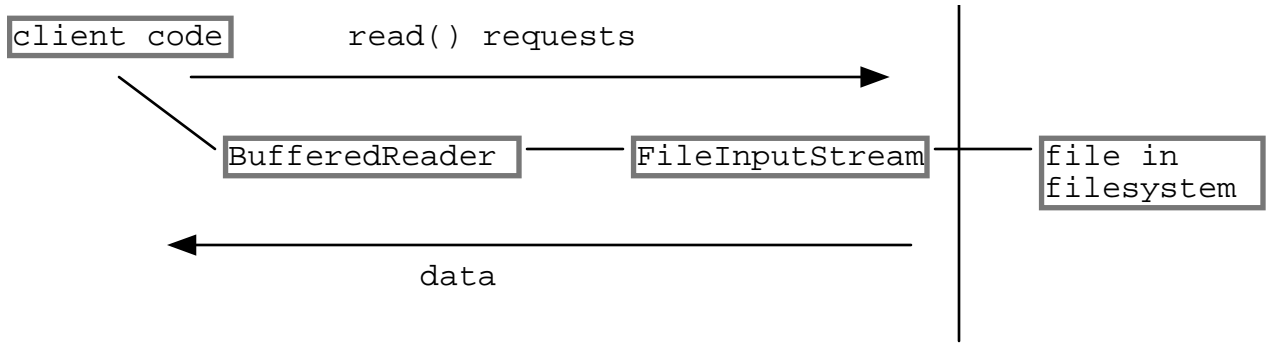 client code
read() requests
BufferedReader
FileInputStream
file in
filesystem
data